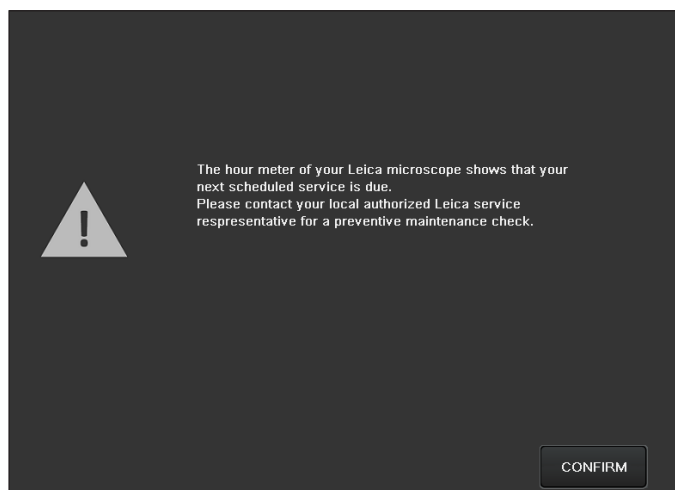 The hour meter of your Leica microscope shows that your
next scheduled service is due.
Please contact your local authorized Leica service
respresentative for a preventive maintenance check.
!
CONFIRM